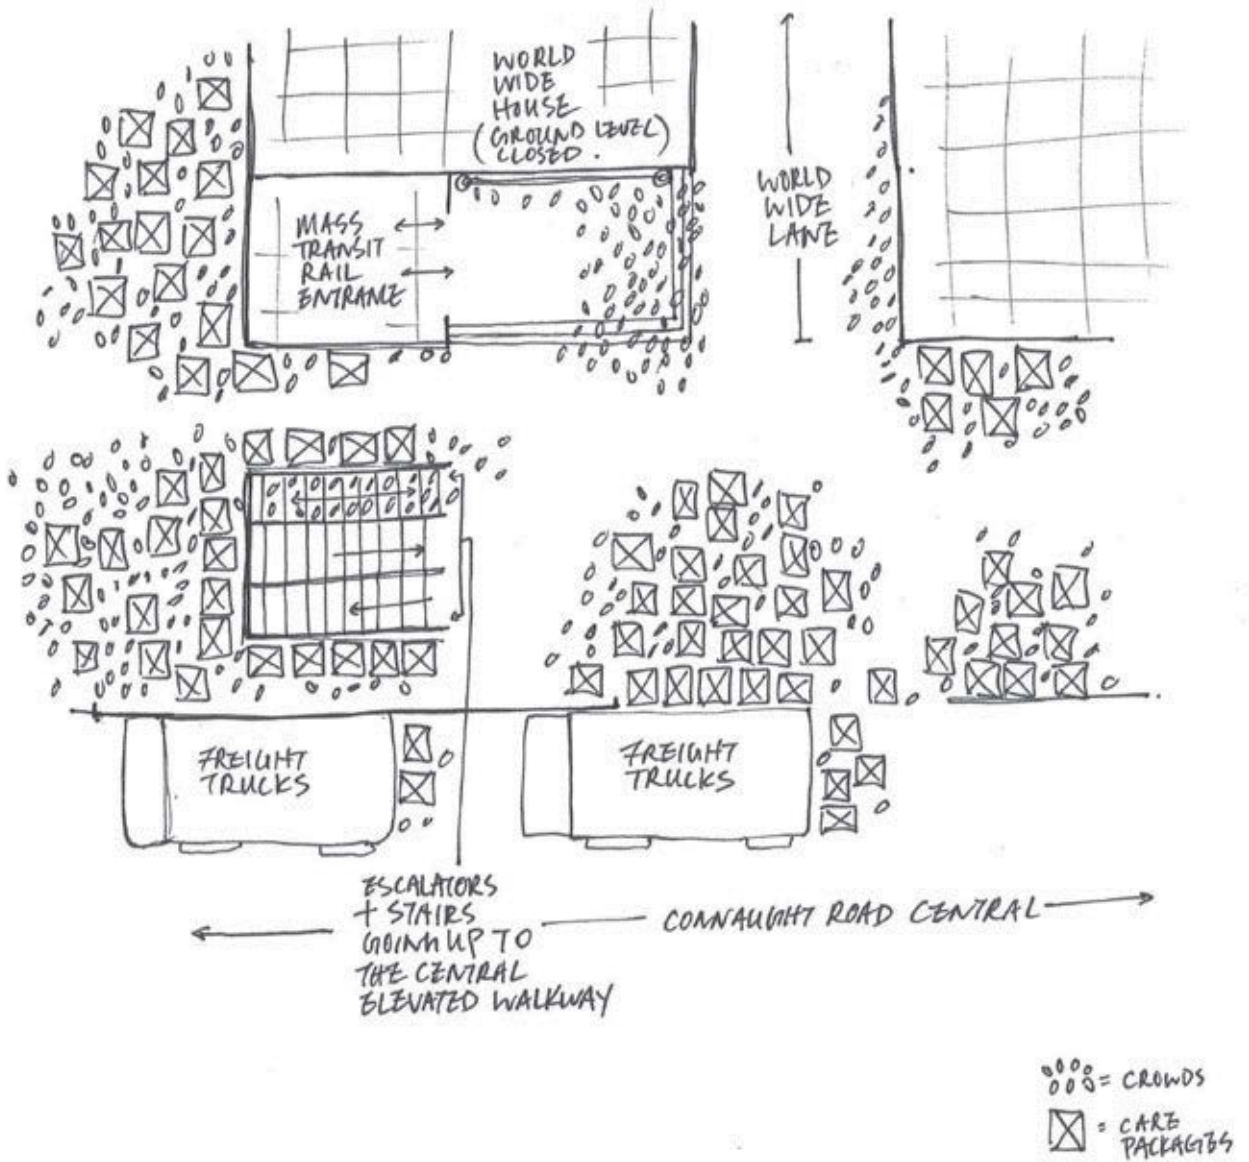 WORLD
WIDE
HOUSE
(GROUND LEVEL)
CLOSED.
MASS
TRANSIT
RAIL
ENTRANCE
WORLD
WIDE
LANE
FREIGHT
TRUCKS
FREIGHT
TRUCKS
ESCALATORS
+ STAIRS
GOING UP TO
THE CENTRAL
ELEVATED WALKWAY
CONNAUGHT ROAD CENTRAL
= CROWDS
= CARE
PACKAGES